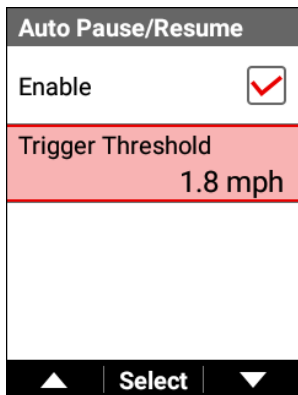 Auto Pause/Resume
Enable
Trigger Threshold
1.8 mph
Select